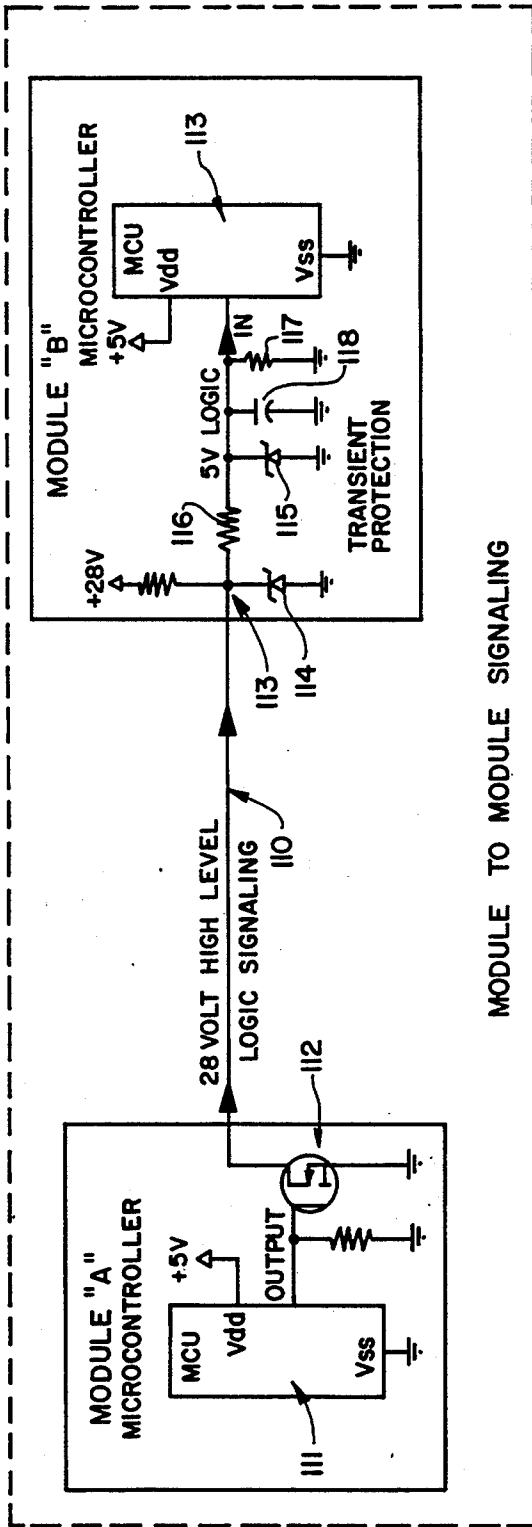 MODULE "A"
MICROCONTROLLER
+5V
MCU
Vdd
OUTPUT
Vss
111
112
28 VOLT HIGH LEVEL
LOGIC SIGNALING
110
MODULE "B"
MICROCONTROLLER
+28V
+5V
MCU
Vdd
113
116
5V LOGIC
IN
Vss
113
114
115
118
117
TRANSIENT
PROTECTION
MODULE TO MODULE SIGNALING